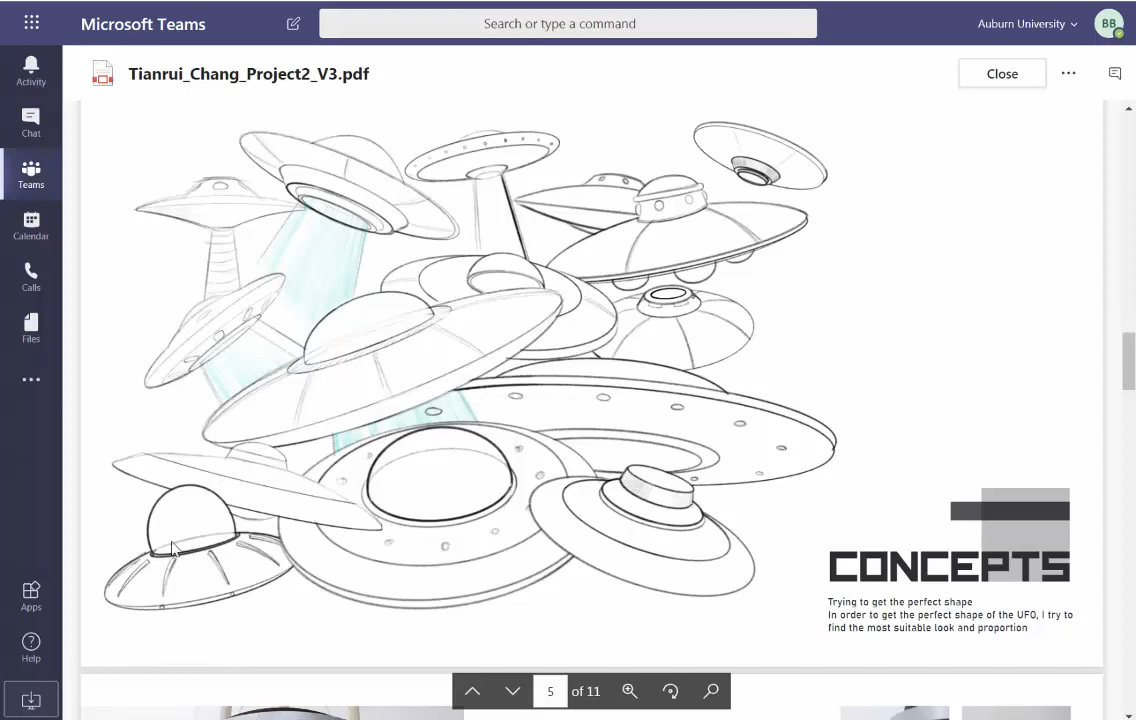 Microsoft Teams
Search or type a command
Auburn University
BB
Activity
Tianrui_Chang_Project2_V3.pdf
Close
Chat
Teams
Calendar
Calls
Files
CONCEPTS
Trying to get the perfect shape
In order to get the perfect shape of the UFO, I try to
find the most suitable look and proportion
Apps
Help
5 of 11